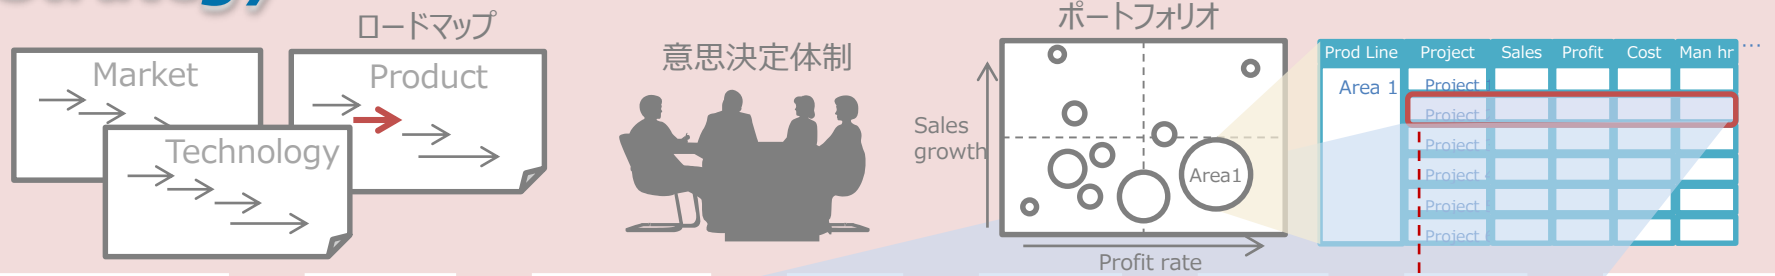 ロードマップ
Market
Product
Technology
意思決定体制
ポートフォリオ
Sales
growth
Area1
Profit rate
Prod Line Project Sales Profit Cost Man hr ...
Area 1 Project
Project
Project
Project
Project
Project